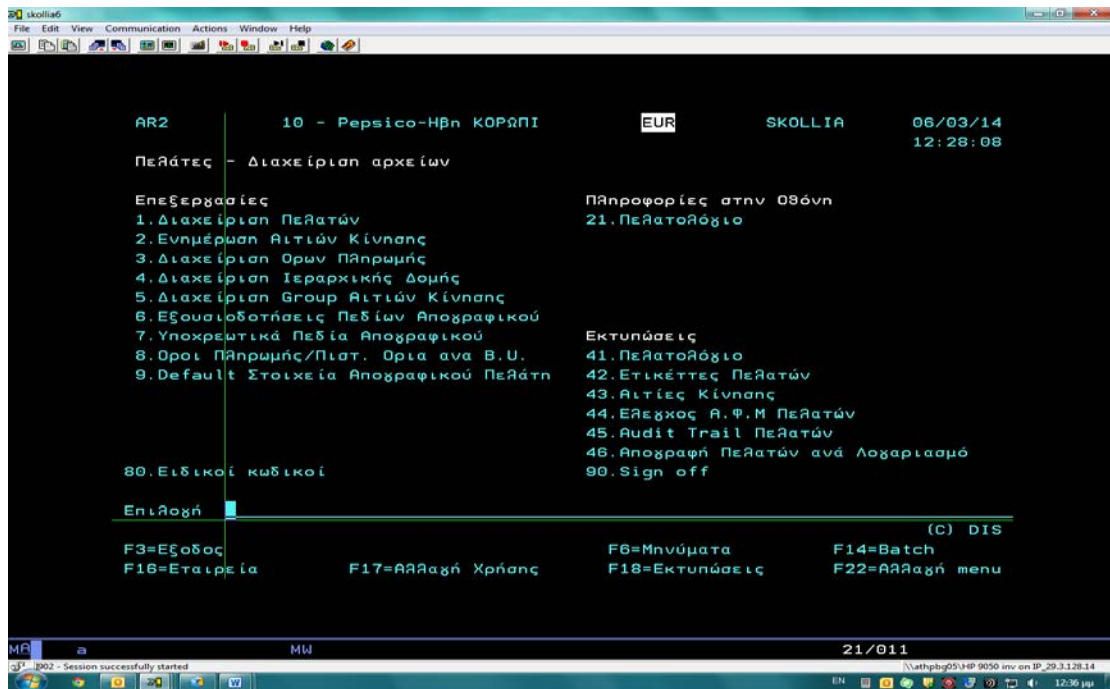 skollia6
File Edit View Communication Actions Window Help
AR2 10 - Pepsico-Ηβη ΚΟΡΩΠΙ EUR SKOLLIA 06/03/14
12:28:08
Πελάτες - Διαχείριση αρχείων
Επεξεργασίες Πληροφορίες στην Οθόνη
1.Διαχείριση Πελατών 21.Πελατολόγιο
2.Ενημέρωση Αιτιών Κίνησης
3.Διαχείριση Ορων Πληρωμής
4.Διαχείριση Ιεραρχικής Δομής
5.Διαχείριση Group Αιτιών Κίνησης
6.Εξουσιοδοτήσεις Πεδίων Απογραφικού
7.Υποχρεωτικά Πεδία Απογραφικού Εκτυπώσεις
8.Οροι Πληρωμής/Πιστ. Ορια ανα B.U. 41.Πελατολόγιο
9.Default Στοιχεία Απογραφικού Πελάτη 42.Ετικέττες Πελατών
43.Αιτίες Κίνησης
44.Ελεγχος Α.Φ.Μ Πελατών
45.Audit Trail Πελατών
46.Απογραφή Πελατών ανά Λογαριασμό
80.Ειδικοί κωδικοί 90.Sign off
Επιλογή
(C) DIS
F3=Εξοδος F6=Μηνύματα F14=Batch
F16=Εταιρεία F17=Αλλαγή Χρήσης F18=Εκτυπώσεις F22=Αλλαγή menu
MA a MW 21/011
I902 - Session successfully started \\athpbg05\HP 9050 inv on IP_29.3.128.14
EN 12:36 μμ